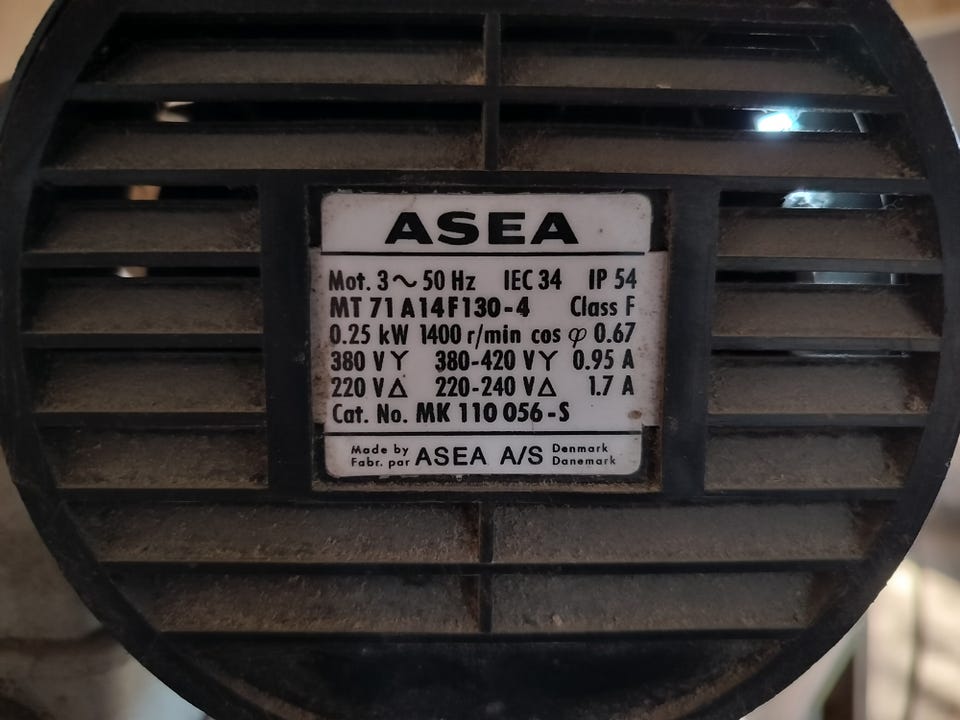 ASEA
Mot. 3~50 Hz IEC 34 IP 54
MT 71 A14F130-4 Class F
0.25 kW 1400 r/min cos φ 0.67
380 V Y 380-420 V Y 0.95 A
220 V Δ 220-240 V Δ 1.7 A
Cat. No. MK 110 056-S
Made by ASEA A/S Denmark
Fabr. par Danemark